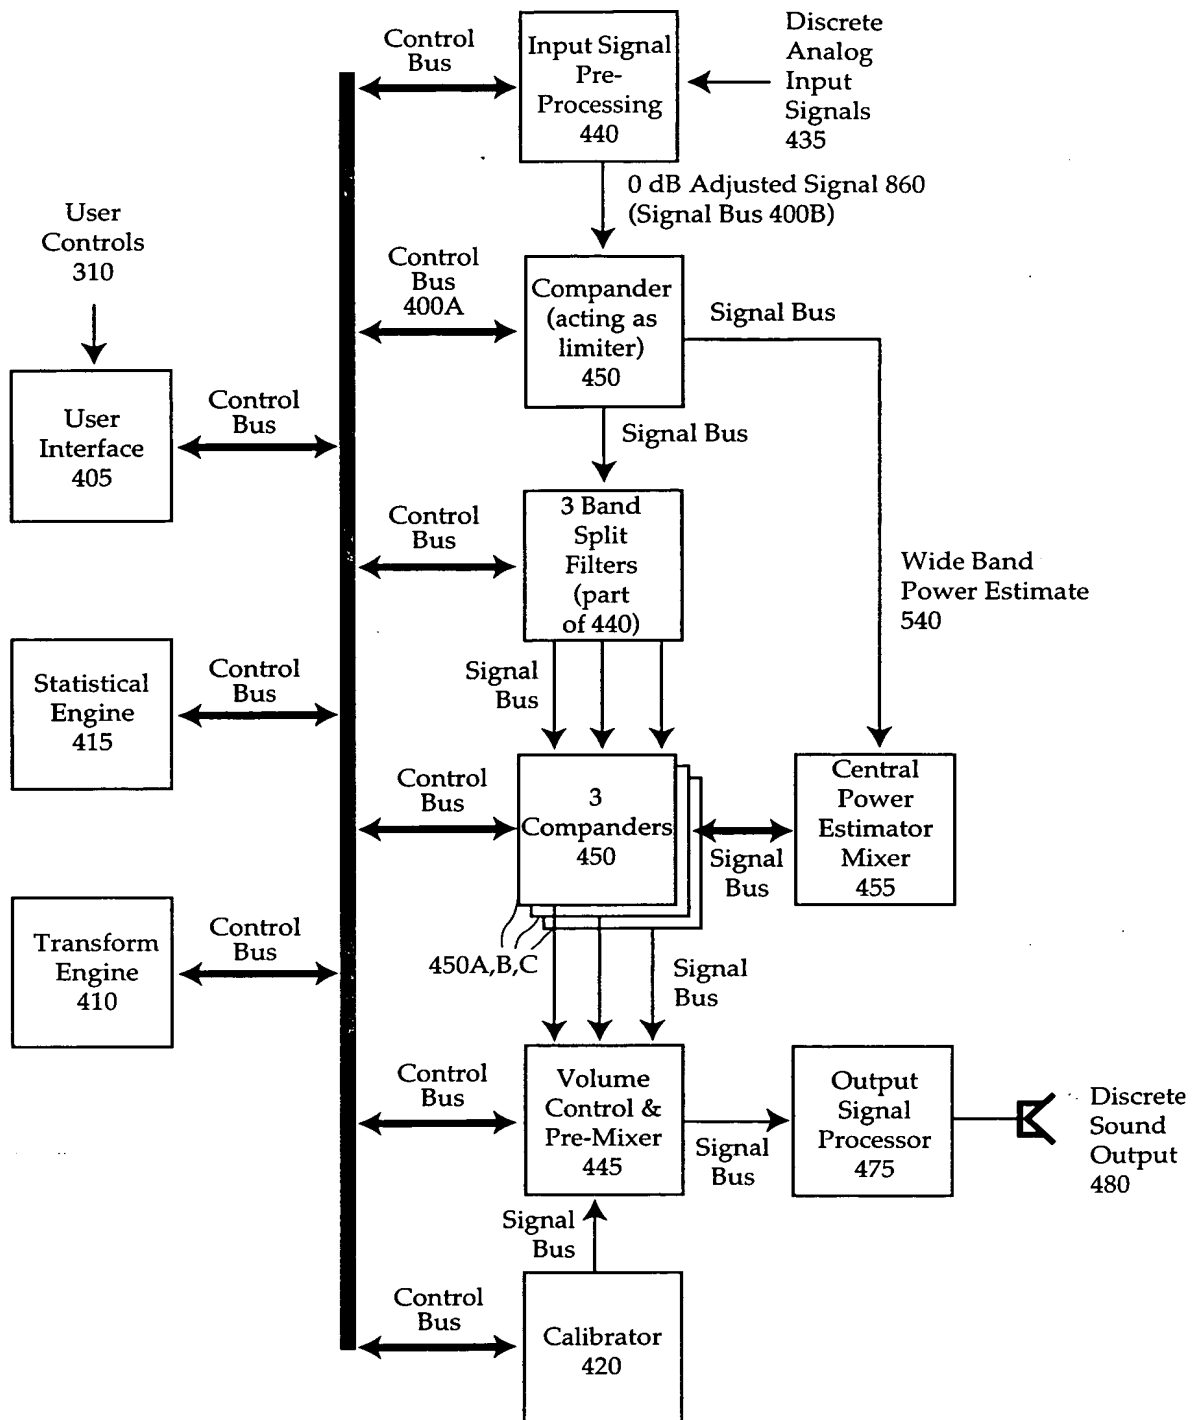 Control
Bus
Input Signal
Pre-
Processing
440
Discrete
Analog
Input
Signals
435
0 dB Adjusted Signal 860
(Signal Bus 400B)
User
Controls
310
Control
Bus
400A
Compander
(acting as
limiter)
450
Signal Bus
User
Interface
405
Control
Bus
Signal Bus
Control
Bus
3 Band
Split
Filters
(part
of 440)
Wide Band
Power Estimate
540
Statistical
Engine
415
Control
Bus
Signal
Bus
Control
Bus
3
Companders
450
Signal
Bus
Central
Power
Estimator
Mixer
455
Transform
Engine
410
Control
Bus
450A,B,C
Signal
Bus
Control
Bus
Volume
Control &
Pre-Mixer
445
Signal
Bus
Output
Signal
Processor
475
Discrete
Sound
Output
480
Signal
Bus
Control
Bus
Calibrator
420